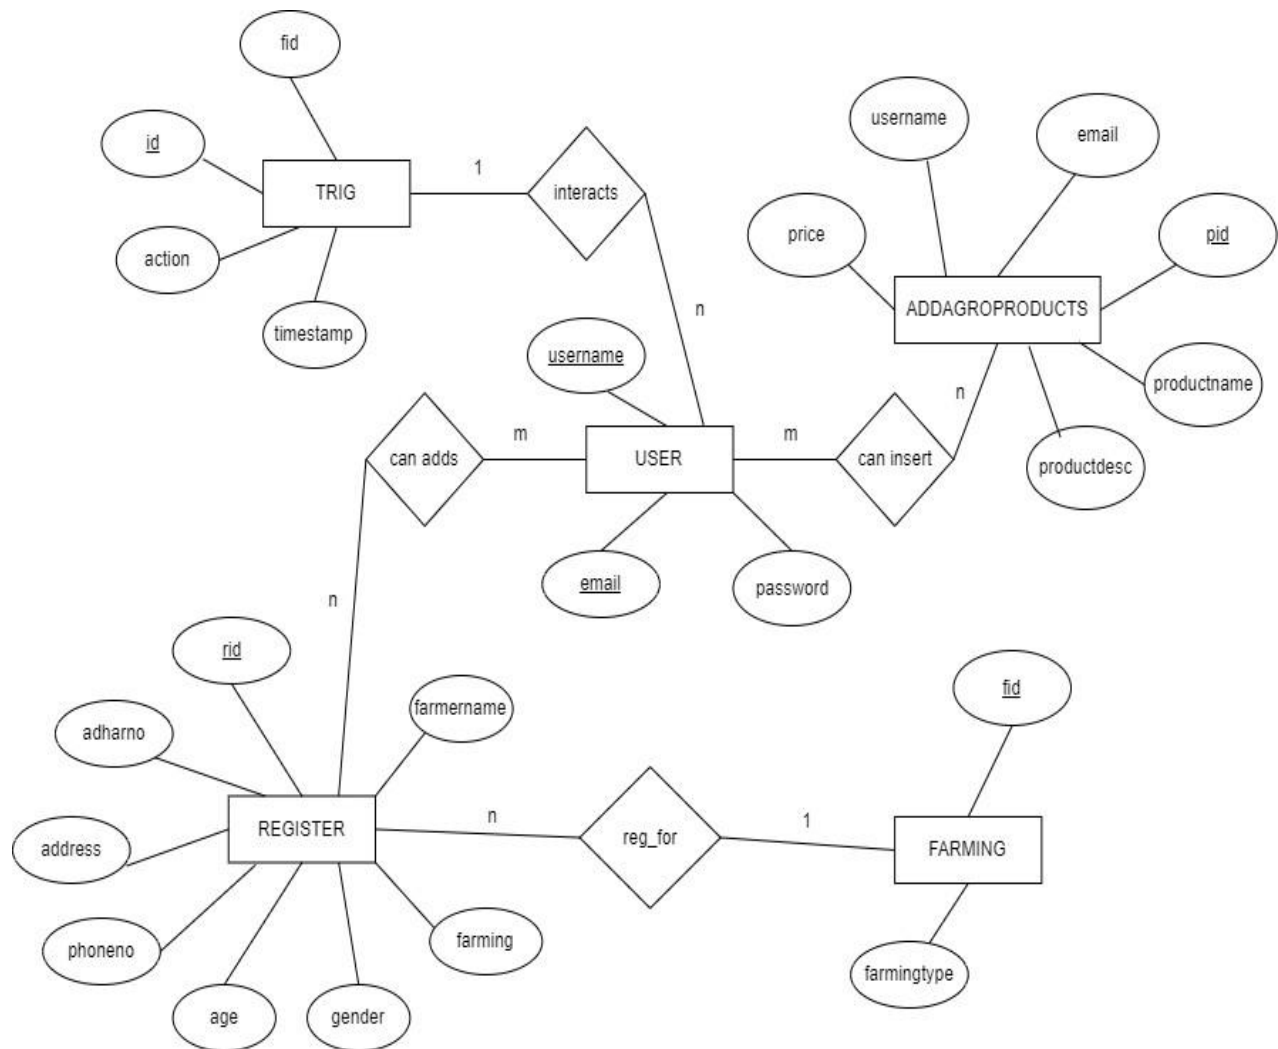 fid
username
email
id
1
interacts
TRIG
price
pid
action
ADDAGROPRODUCTS
n
timestamp
username
productname
n
can adds
m
USER
m
can insert
productdesc
email
password
n
rid
fid
farmername
adharno
REGISTER
n
reg_for
1
FARMING
address
phoneno
farming
farmingtype
age
gender